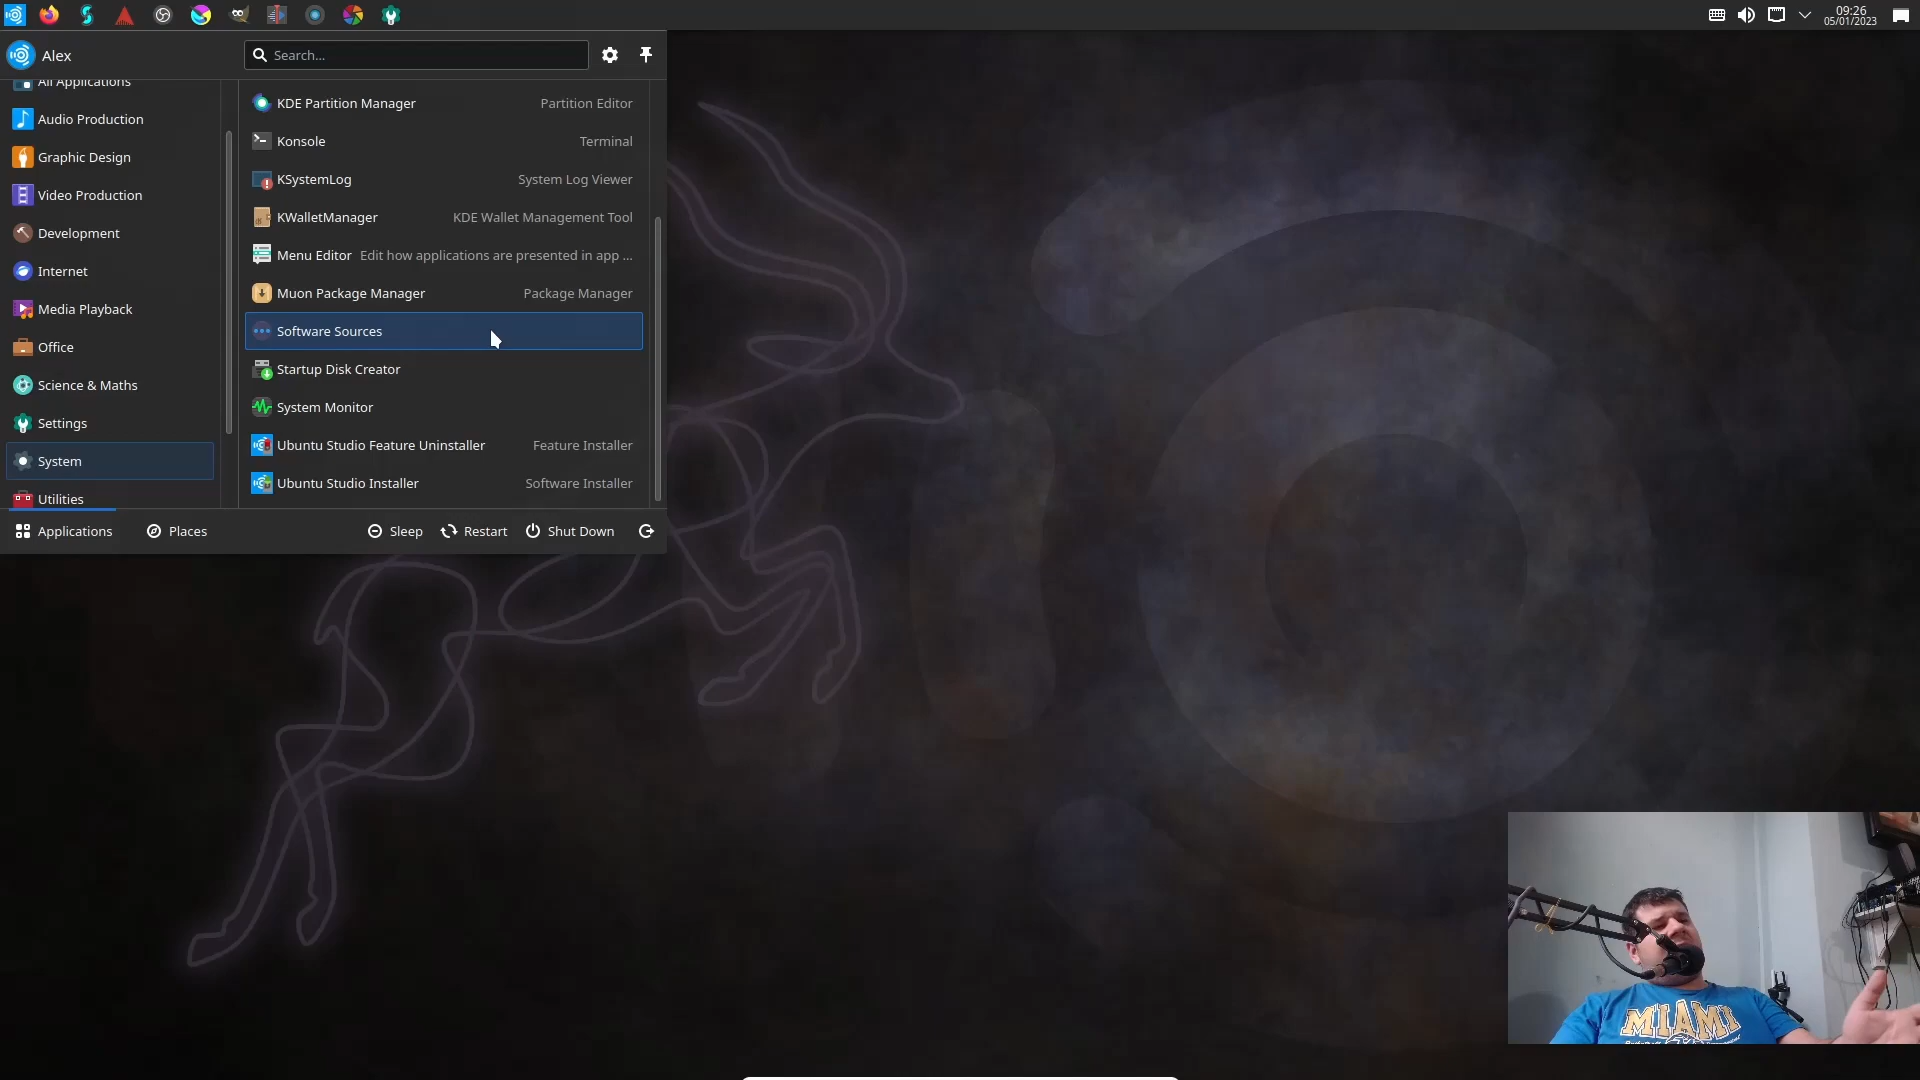 09:26
05/01/2023
Alex
Search...
All Applications
Audio Production
Graphic Design
Video Production
Development
Internet
Media Playback
Office
Science & Maths
Settings
System
Utilities
KDE Partition Manager Partition Editor
Konsole Terminal
KSystemLog System Log Viewer
KWalletManager KDE Wallet Management Tool
Menu Editor Edit how applications are presented in app ...
Muon Package Manager Package Manager
Software Sources
Startup Disk Creator
System Monitor
Ubuntu Studio Feature Uninstaller Feature Installer
Ubuntu Studio Installer Software Installer
Applications Places Sleep Restart Shut Down
MIAMI